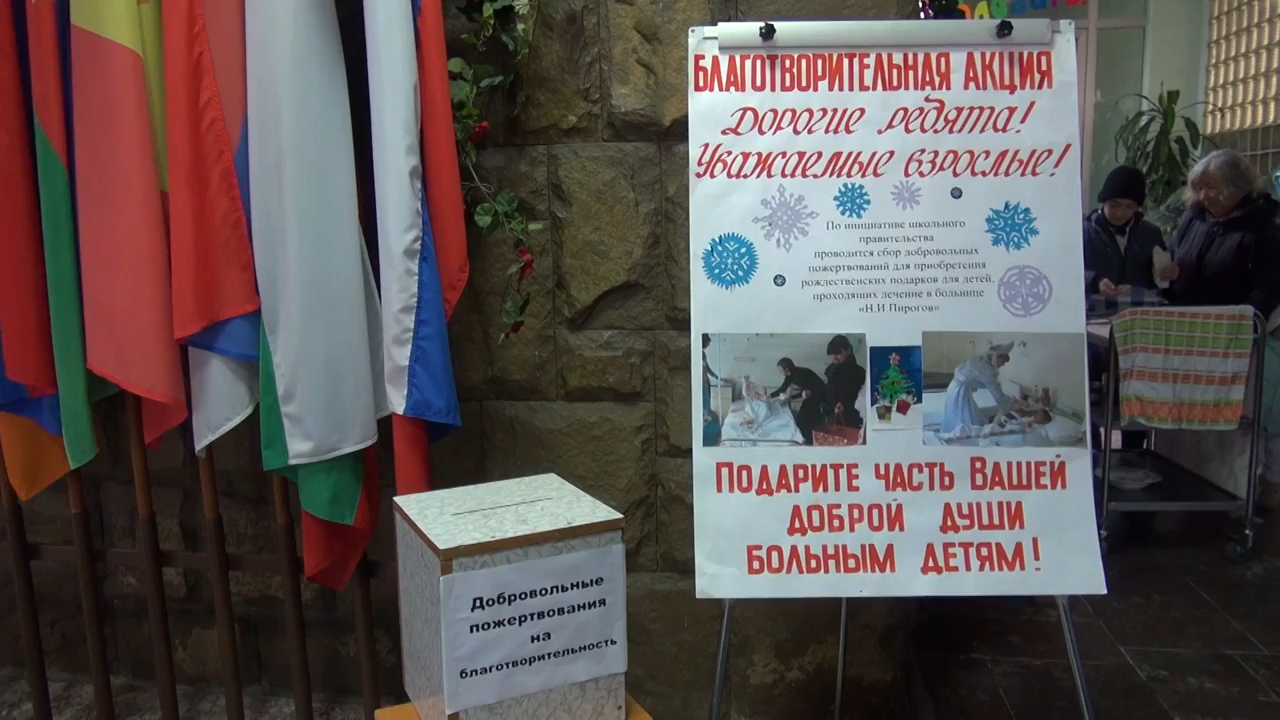 БЛАГОТВОРИТЕЛЬНАЯ АКЦИЯ
Дорогие ребята!
Уважаемые взрослые!
По инициативе школьного
правительства
проводится сбор добровольных
пожертвований для приобретения
рождественских подарков для детей,
проходящих лечение в больнице
«Н.И.Пирогов»
ПОДАРИТЕ ЧАСТЬ ВАШЕЙ
ДОБРОЙ ДУШИ
БОЛЬНЫМ ДЕТЯМ!
Добровольные
пожертвования
на
благотворительность